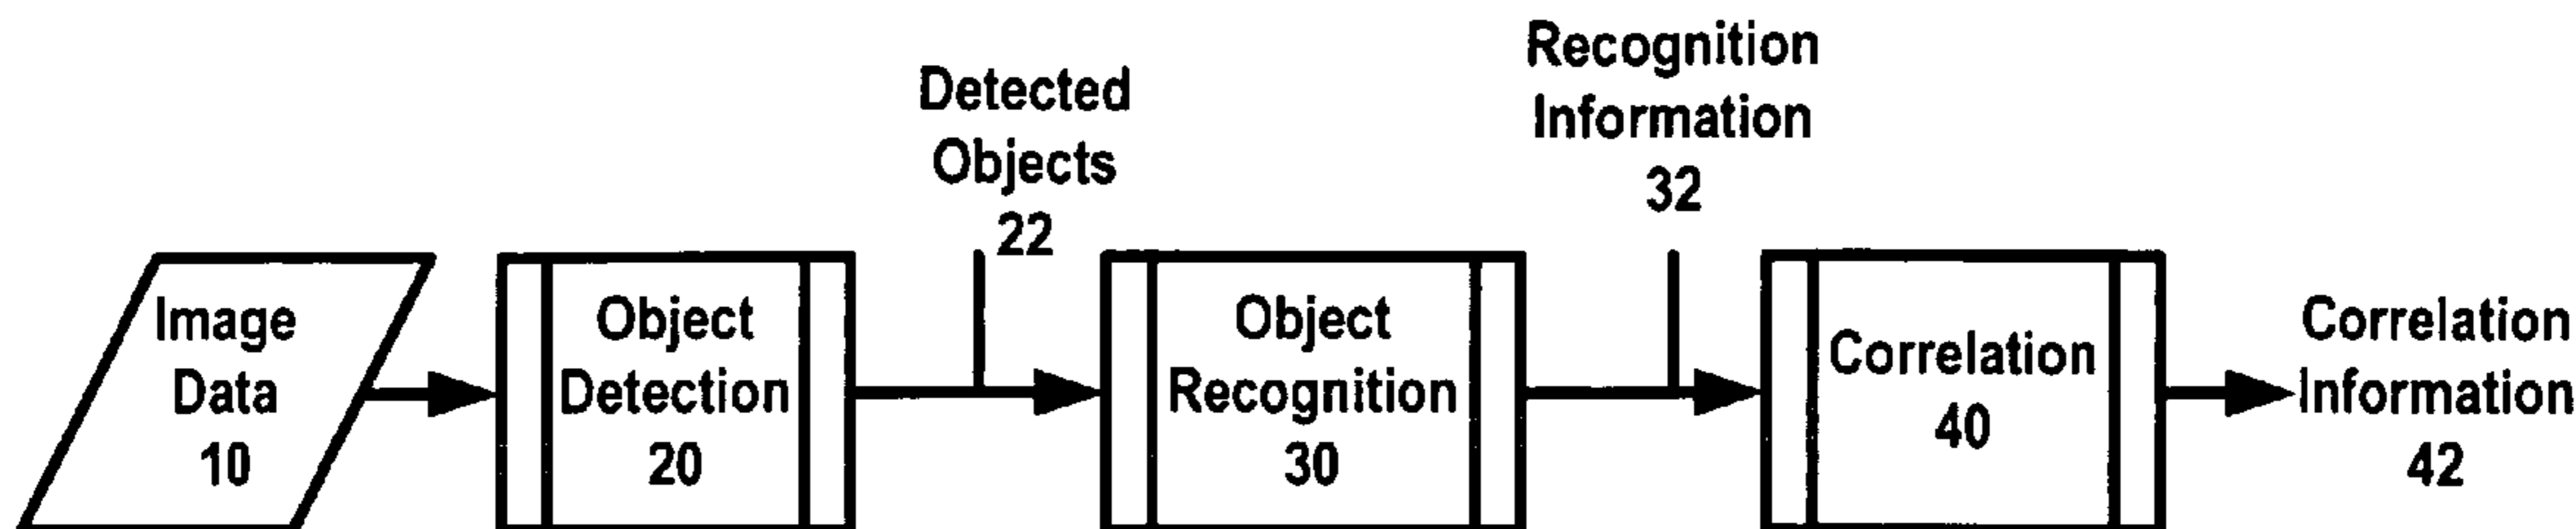 Image
Data
10
Object
Detection
20
Detected
Objects
22
Object
Recognition
30
Recognition
Information
32
Correlation
40
Correlation
Information
42